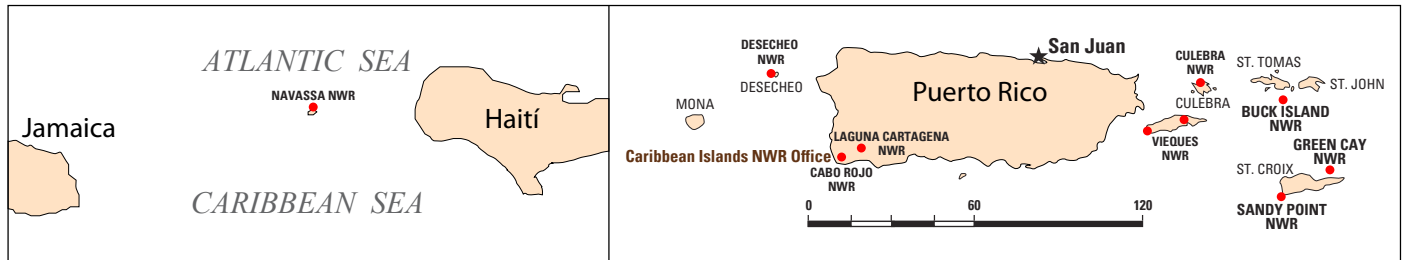 ATLANTIC SEA
NAVASSA NWR
Jamaica
Haití
CARIBBEAN SEA
DESECHEO
NWR
DESECHEO
MONA
San Juan
Puerto Rico
LAGUNA CARTAGENA
NWR
Caribbean Islands NWR Office
CABO ROJO
NWR
CULEBRA
NWR
CULEBRA
VIEQUES
NWR
ST. TOMAS
ST. JOHN
BUCK ISLAND
NWR
GREEN CAY
NWR
ST. CROIX
SANDY POINT
NWR
0 60 120